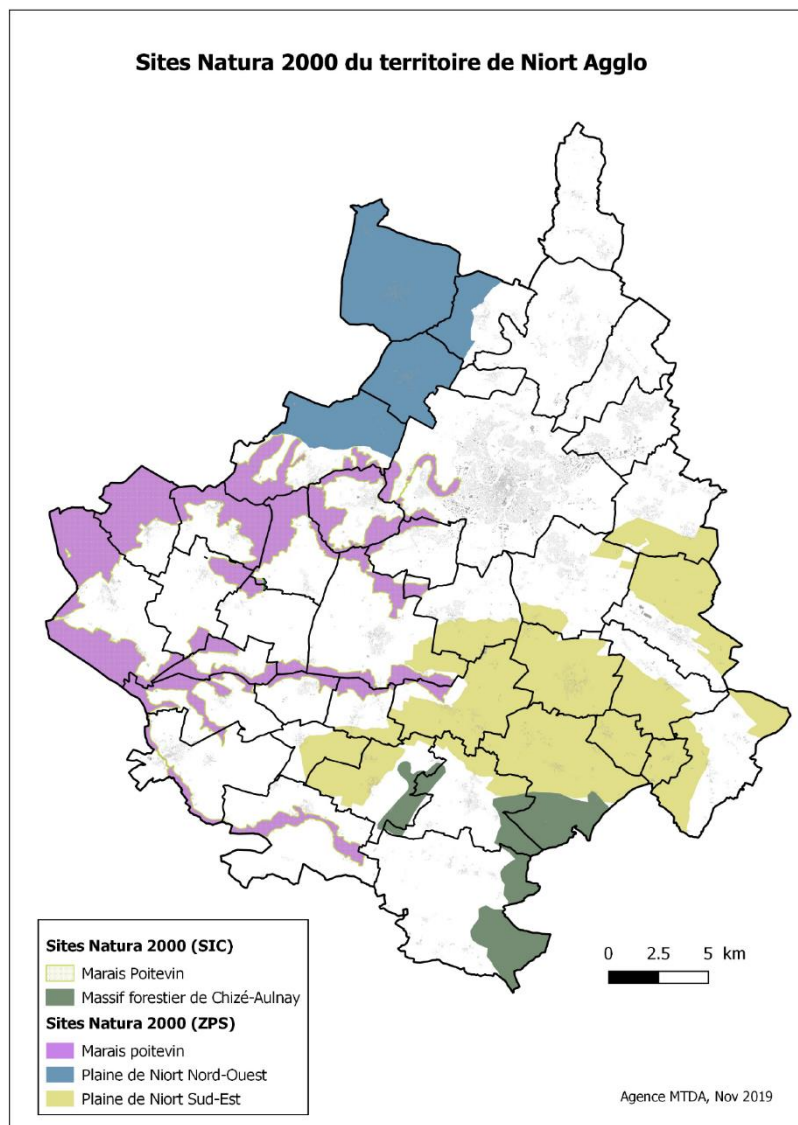 Sites Natura 2000 du territoire de Niort Agglo
Sites Natura 2000 (SIC)
Marais Poitevin
Massif forestier de Chizé-Aulnay
Sites Natura 2000 (ZPS)
Marais poitevin
Plaine de Niort Nord-Ouest
Plaine de Niort Sud-Est
0 2.5 5 km
Agence MTDA, Nov 2019